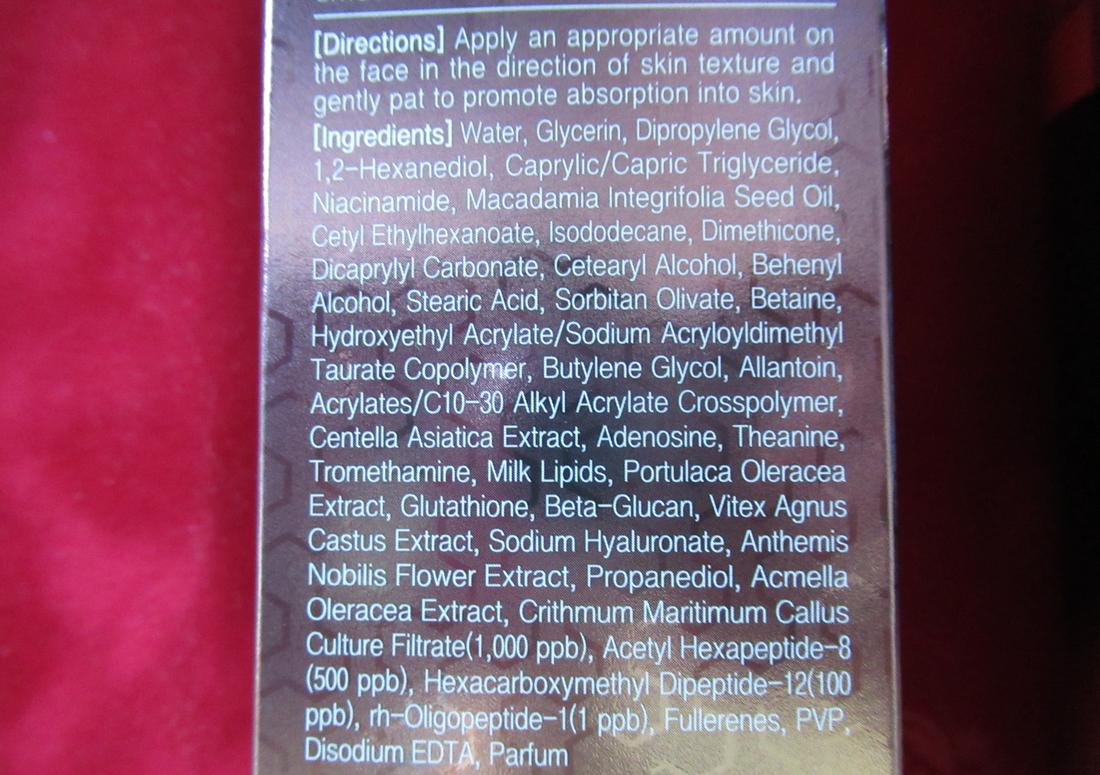 [Directions] Apply an appropriate amount on
the face in the direction of skin texture and
gently pat to promote absorption into skin.
[Ingredients] Water, Glycerin, Dipropylene Glycol,
1,2-Hexanediol, Caprylic/Capric Triglyceride,
Niacinamide, Macadamia Integrifolia Seed Oil,
Cetyl Ethylhexanoate, Isododecane, Dimethicone,
Dicaprylyl Carbonate, Cetearyl Alcohol, Behenyl
Alcohol, Stearic Acid, Sorbitan Olivate, Betaine,
Hydroxyethyl Acrylate/Sodium Acryloyldimethyl
Taurate Copolymer, Butylene Glycol, Allantoin,
Acrylates/C10-30 Alkyl Acrylate Crosspolymer,
Centella Asiatica Extract, Adenosine, Theanine,
Tromethamine, Milk Lipids, Portulaca Oleracea
Extract, Glutathione, Beta-Glucan, Vitex Agnus
Castus Extract, Sodium Hyaluronate, Anthemis
Nobilis Flower Extract, Propanediol, Acmella
Oleracea Extract, Crithmum Maritimum Callus
Culture Filtrate(1,000 ppb), Acetyl Hexapeptide-8
(500 ppb), Hexacarboxymethyl Dipeptide-12(100
ppb), rh-Oligopeptide-1(1 ppb), Fullerenes, PVP,
Disodium EDTA, Parfum